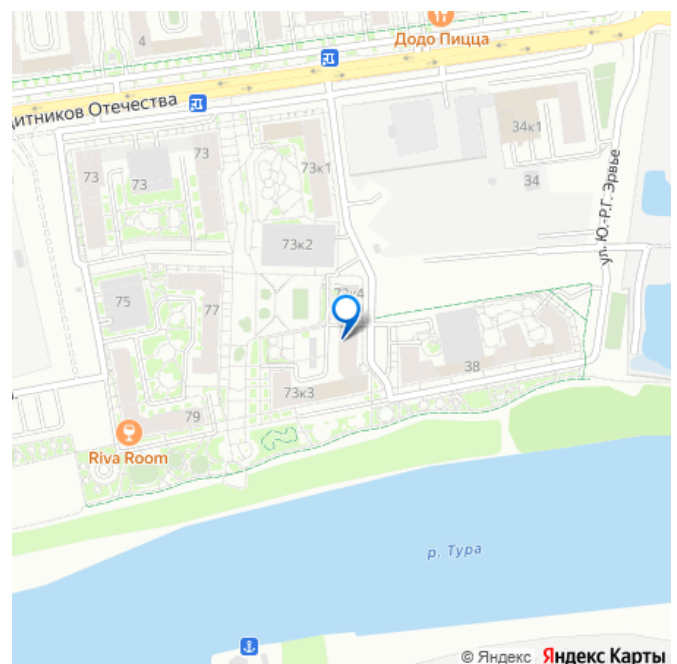 4
Додо Пицца
итников Отечества
34к1
73
73
73
73к1
34
ул. Ю.-Р.Г. Эрвье
73к2
75
77
38
73к3
79
Riva Room
р. Тура
© Яндекс Яндекс Карты